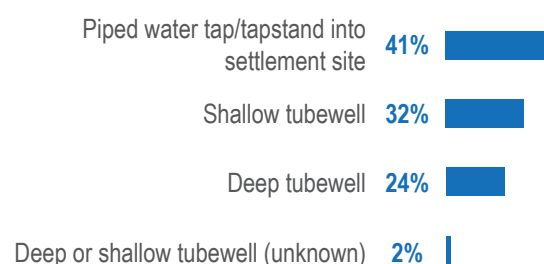 Piped water tap/tapstand into
settlement site
41%
Shallow tubewell 32%
Deep tubewell 24%
Deep or shallow tubewell (unknown) 2%